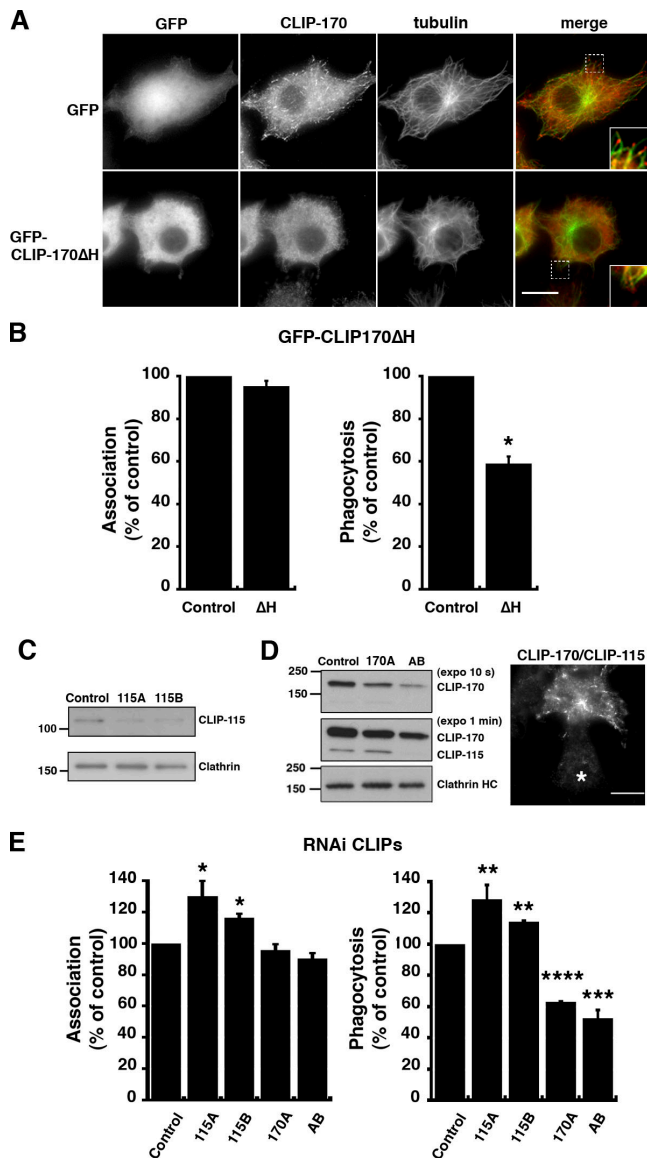 A
GFP CLIP-170 tubulin merge
GFP
GFP-
CLIP-170ΔH
B
GFP-CLIP170ΔH
Association
(% of control)
100
80
60
40
20
0
Control ΔH
Phagocytosis
(% of control)
100
80
60
40
20
0
*
Control ΔH
C
Control 115A 115B
100
CLIP-115
150
Clathrin
D
Control 170A AB
250
150
(expo 10 s)
CLIP-170
(expo 1 min)
CLIP-170
CLIP-115
250
150
Clathrin HC
CLIP-170/CLIP-115
*
E
RNAi CLIPs
Association
(% of control)
140
120
100
80
60
40
20
0
* *
Control 115A 115B 170A AB
Phagocytosis
(% of control)
140
120
100
80
60
40
20
0
** ** **** ***
Control 115A 115B 170A AB